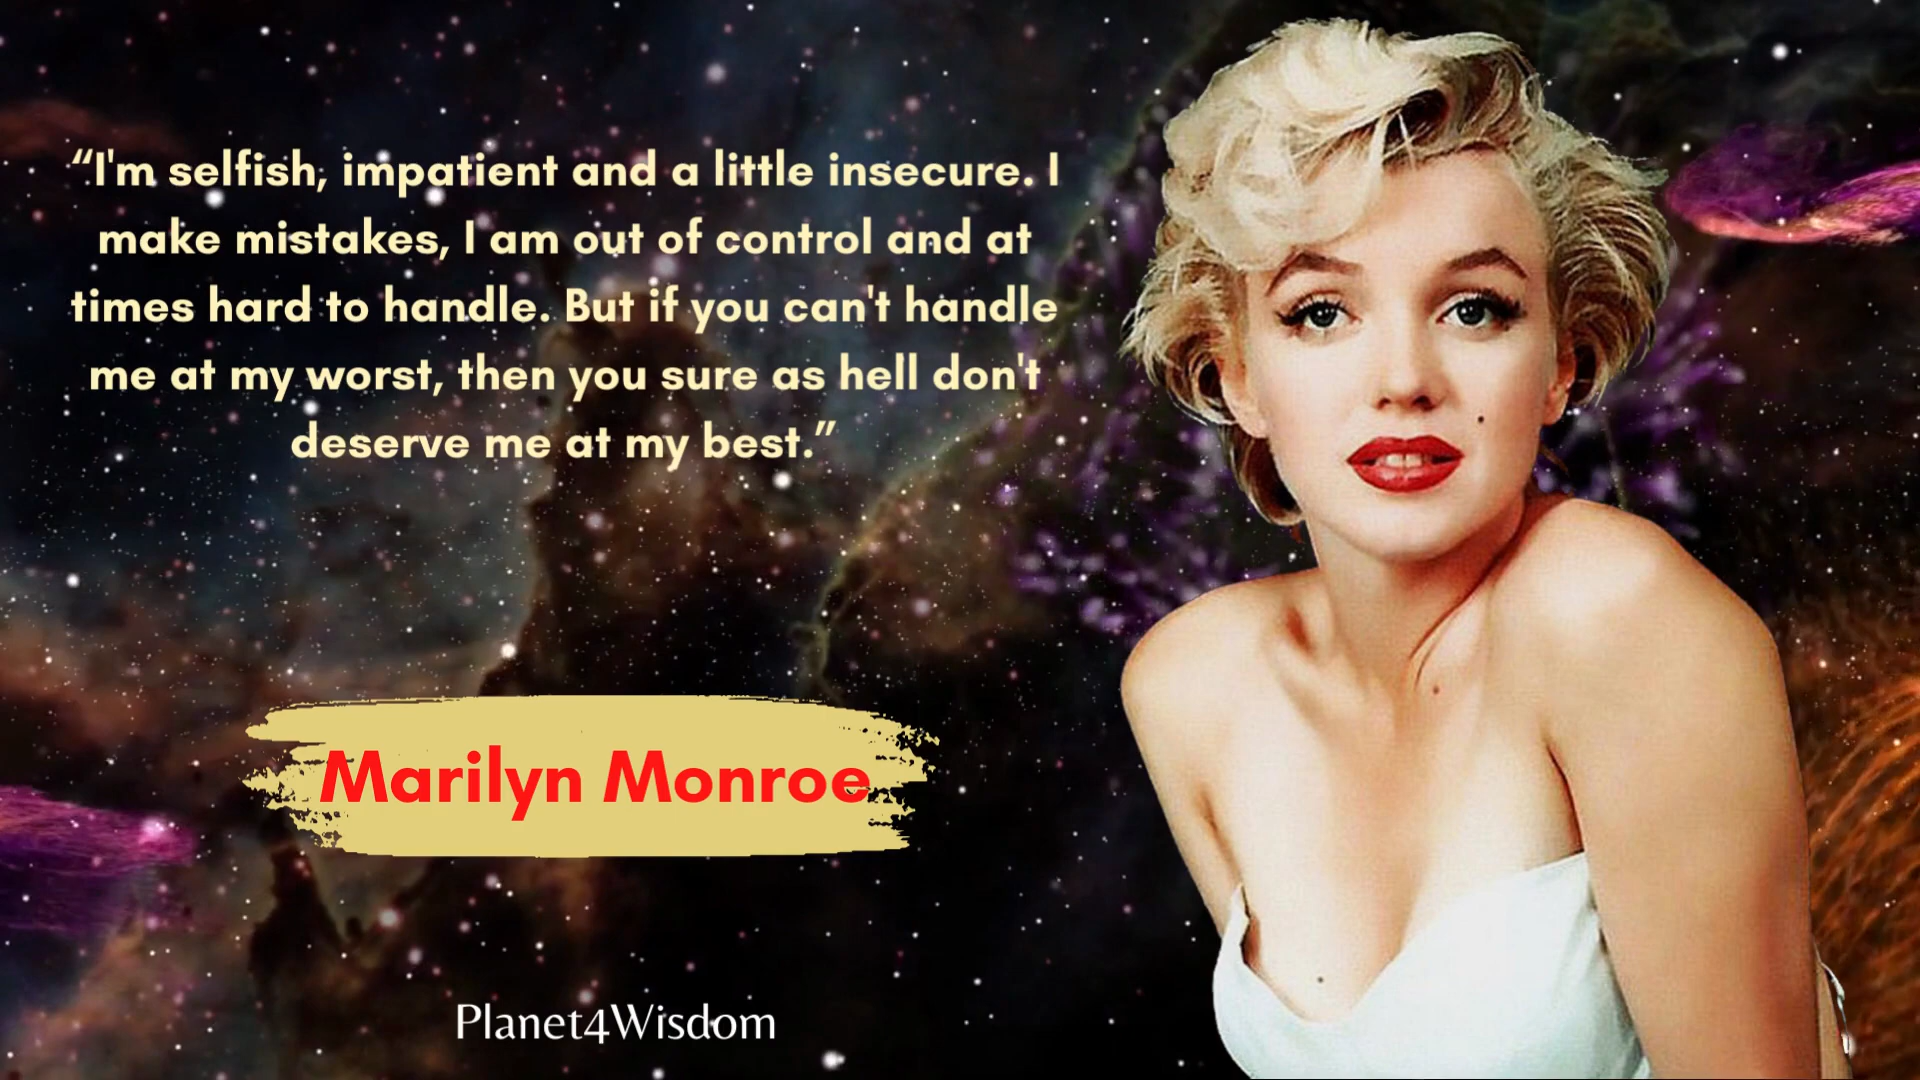 “I'm selfish, impatient and a little insecure. I
make mistakes, I am out of control and at
times hard to handle. But if you can't handle
me at my worst, then you sure as hell don't
deserve me at my best.”
Marilyn Monroe
Planet4Wisdom